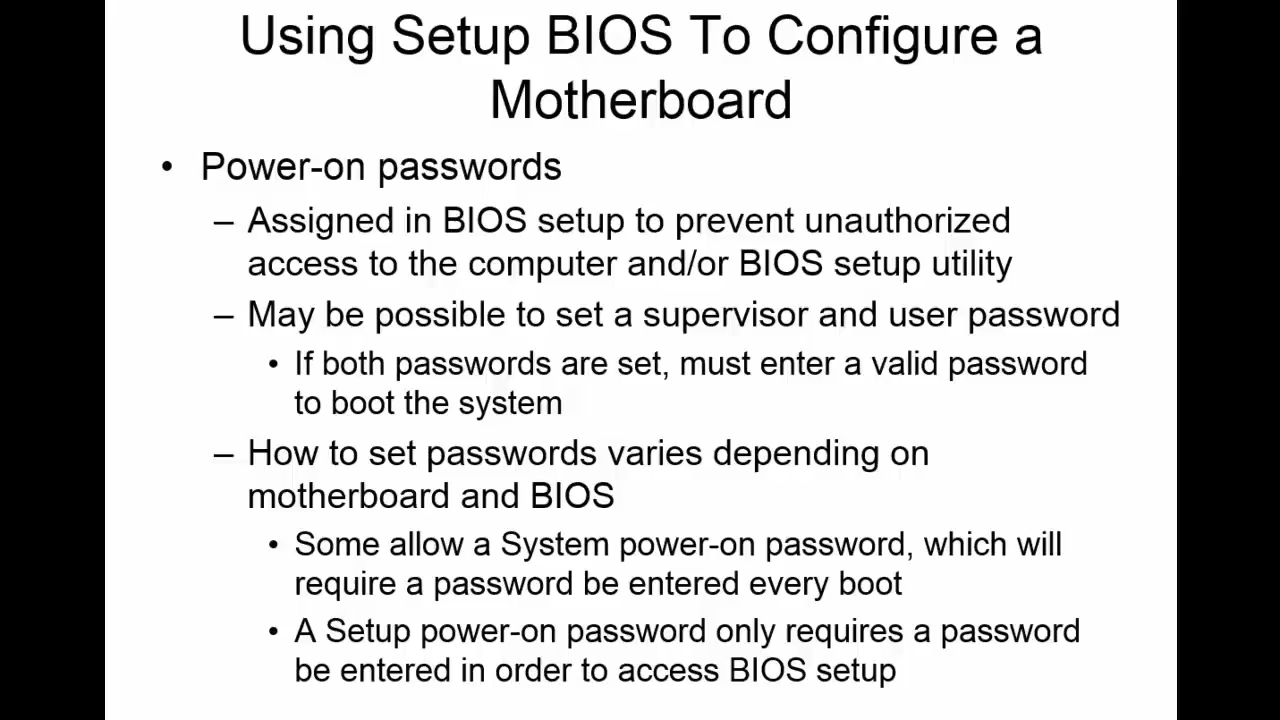 Using Setup BIOS To Configure a
Motherboard
• Power-on passwords
– Assigned in BIOS setup to prevent unauthorized
access to the computer and/or BIOS setup utility
– May be possible to set a supervisor and user password
• If both passwords are set, must enter a valid password
to boot the system
– How to set passwords varies depending on
motherboard and BIOS
• Some allow a System power-on password, which will
require a password be entered every boot
• A Setup power-on password only requires a password
be entered in order to access BIOS setup